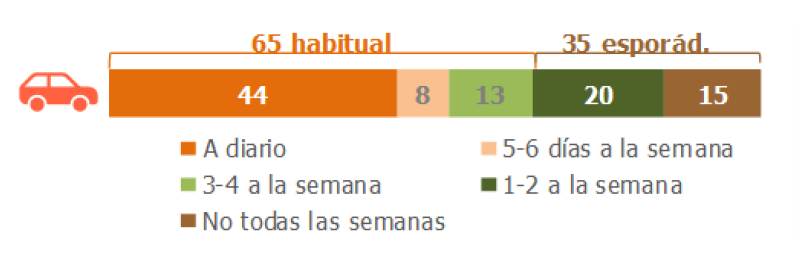 65 habitual 35 esporád.
44 8 13 20 15
A diario 5-6 días a la semana
3-4 a la semana 1-2 a la semana
No todas las semanas